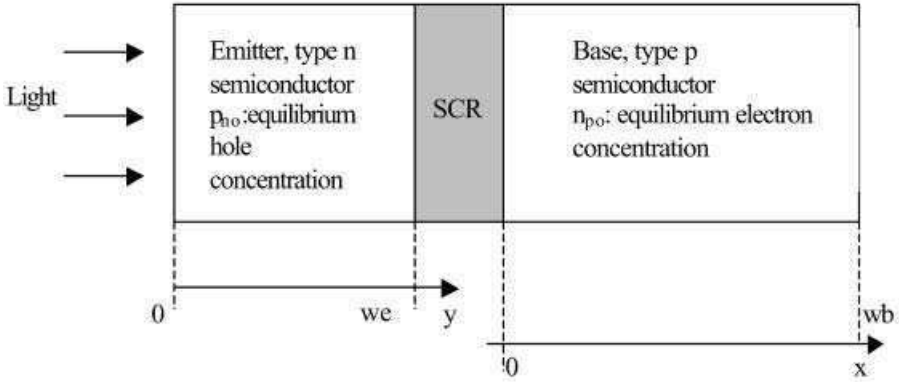 Light
Emitter, type n
semiconductor
pno:equilibrium
hole
concentration
SCR
Base, type p
semiconductor
npo: equilibrium electron
concentration
0
we
y
wb
0
x